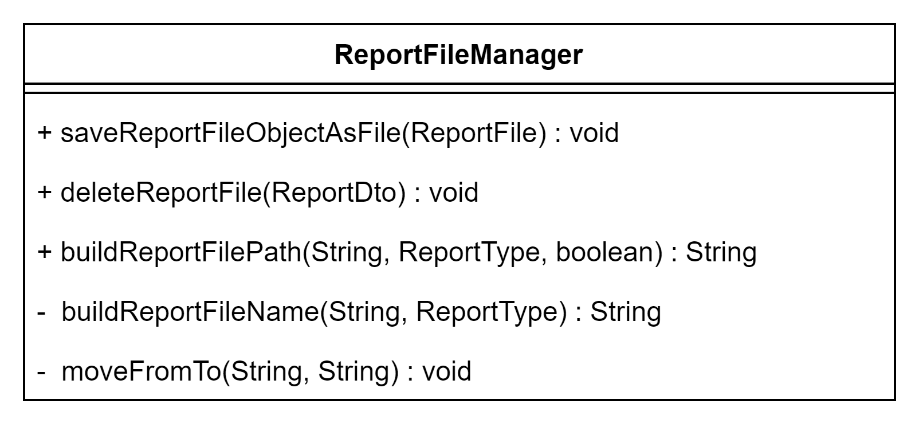 ReportFileManager
+ saveReportFileObjectAsFile(ReportFile) : void
+ deleteReportFile(ReportDto) : void
+ buildReportFilePath(String, ReportType, boolean) : String
- buildReportFileName(String, ReportType) : String
- moveFromTo(String, String) : void